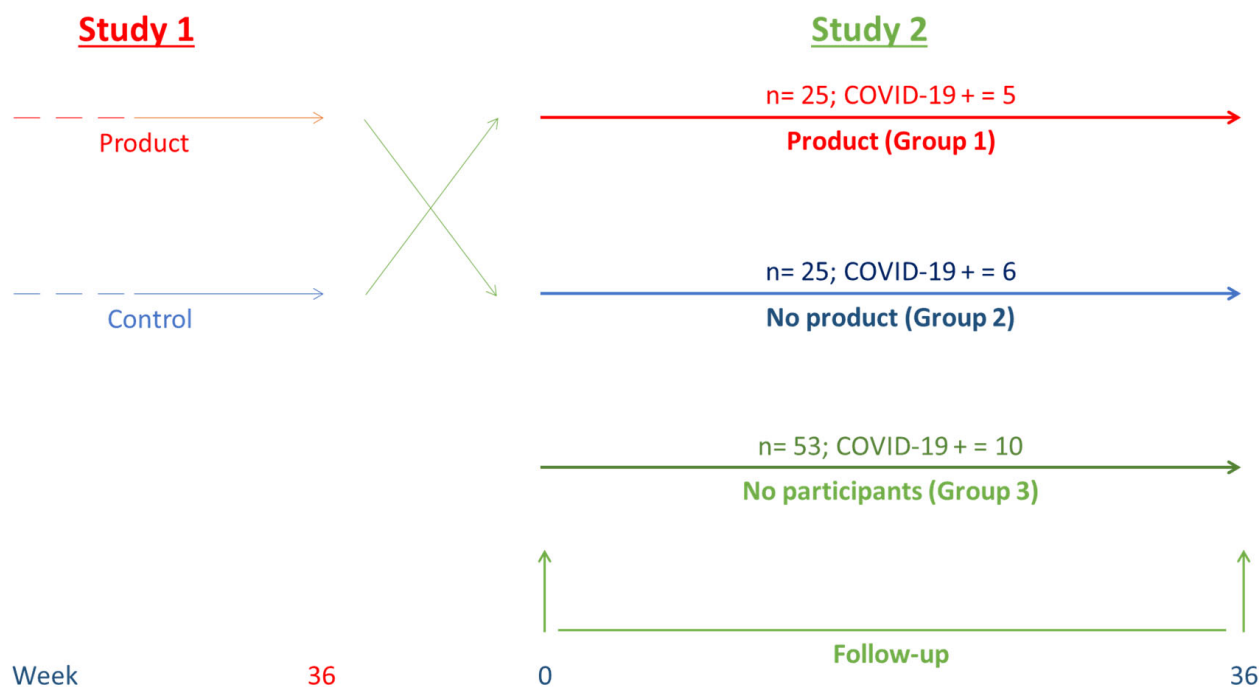 Study 1
Study 2
n= 25; COVID-19 + = 5
Product
Product (Group 1)
n= 25; COVID-19 + = 6
Control
No product (Group 2)
n= 53; COVID-19 + = 10
No participants (Group 3)
Follow-up
Week 36 0 36